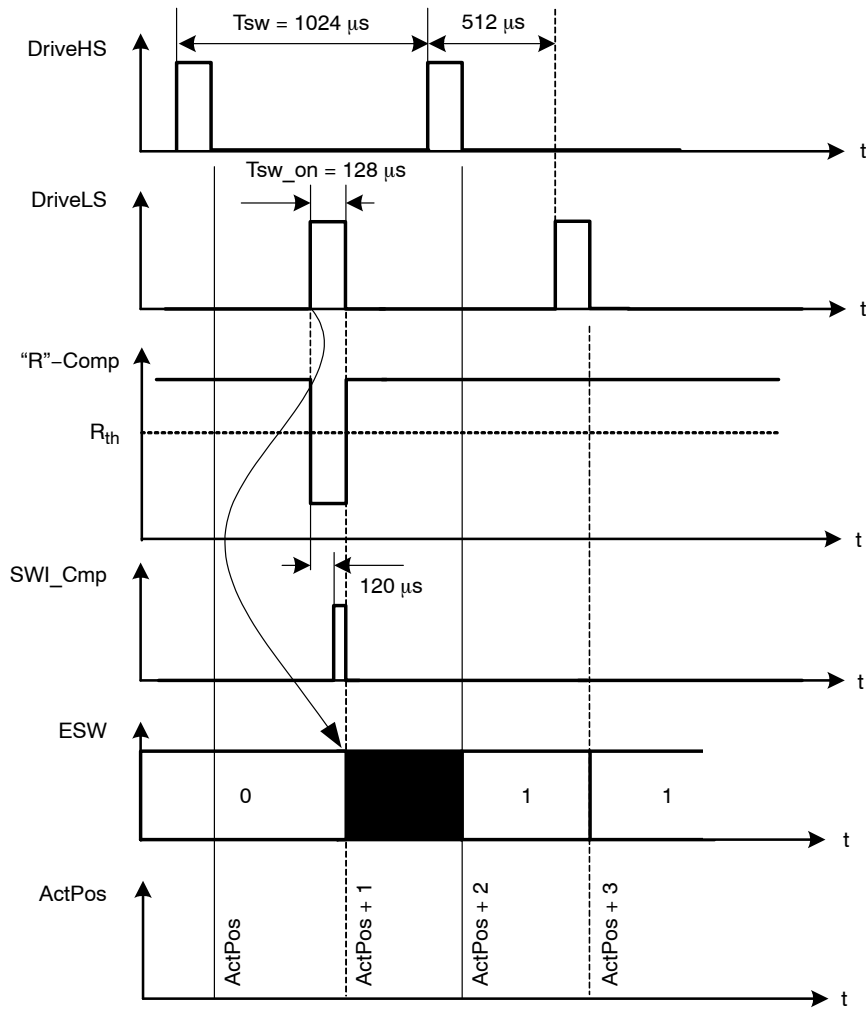 Tsw = 1024 μs
512 μs
DriveHS
t
Tsw_on = 128 μs
DriveLS
t
“R”−Comp
Rth
t
SWI_Cmp
120 μs
t
ESW
0
1
1
t
ActPos
ActPos
ActPos + 1
ActPos + 2
ActPos + 3
t